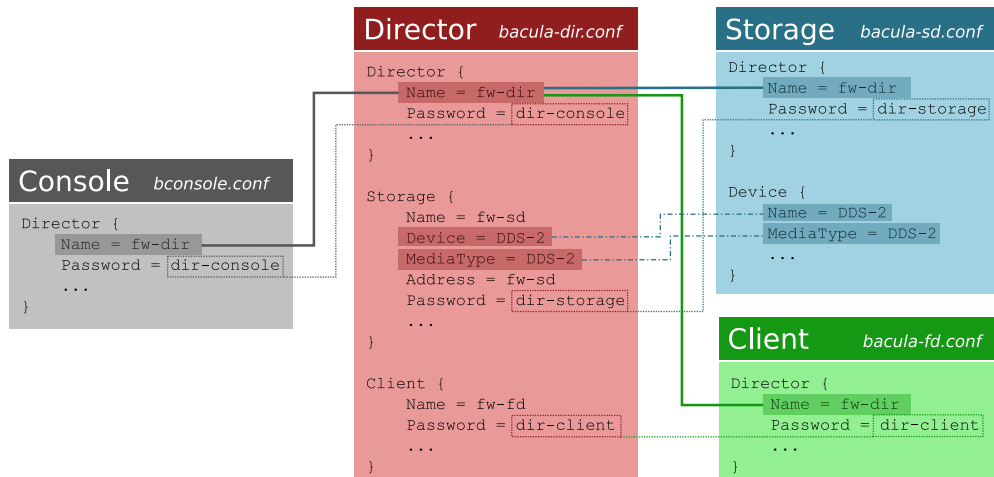 Console bconsole.conf
Director {
Name = fw-dir
Password = dir-console
...
}
Director bacula-dir.conf
Director {
Name = fw-dir
Password = dir-console
...
}
Storage {
Name = fw-sd
Device = DDS-2
MediaType = DDS-2
Address = fw-sd
Password = dir-storage
...
}
Client {
Name = fw-fd
Password = dir-client
...
}
Storage bacula-sd.conf
Director {
Name = fw-dir
Password = dir-storage
...
}
Device {
Name = DDS-2
MediaType = DDS-2
...
}
Client bacula-fd.conf
Director {
Name = fw-dir
Password = dir-client
...
}